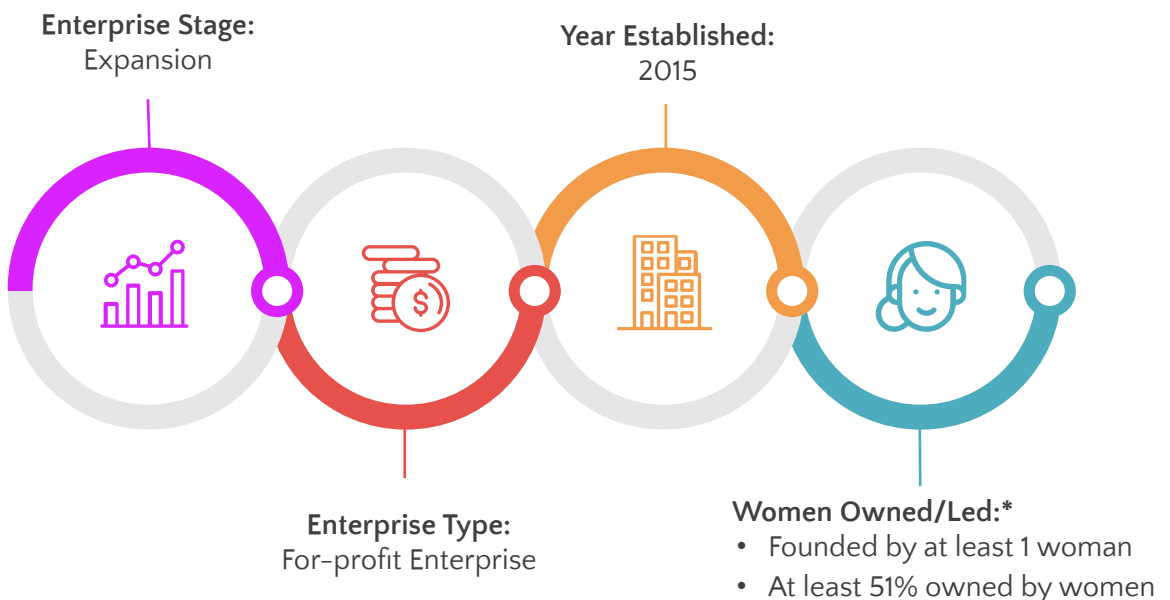 Enterprise Stage:
Expansion
Year Established:
2015
$
Enterprise Type:
For-profit Enterprise
Women Owned/Led:*
• Founded by at least 1 woman
• At least 51% owned by women